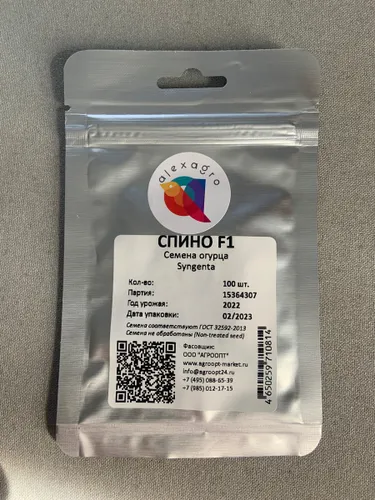 alexagro
СПИНО F1
Семена огурца
Syngenta
Кол-во: 100 шт.
Партия: 15364307
Год урожая: 2022
Дата упаковки: 02/2023
Семена соответствуют ГОСТ 32592-2013
Семена не обработаны (Non-treated seed)
Фасовщик:
ООО "АГРООПТ"
www.agroopt-market.ru
info@agroopt24.ru
+7 (495) 088-65-39
+7 (985) 012-17-15
4 650259 710814